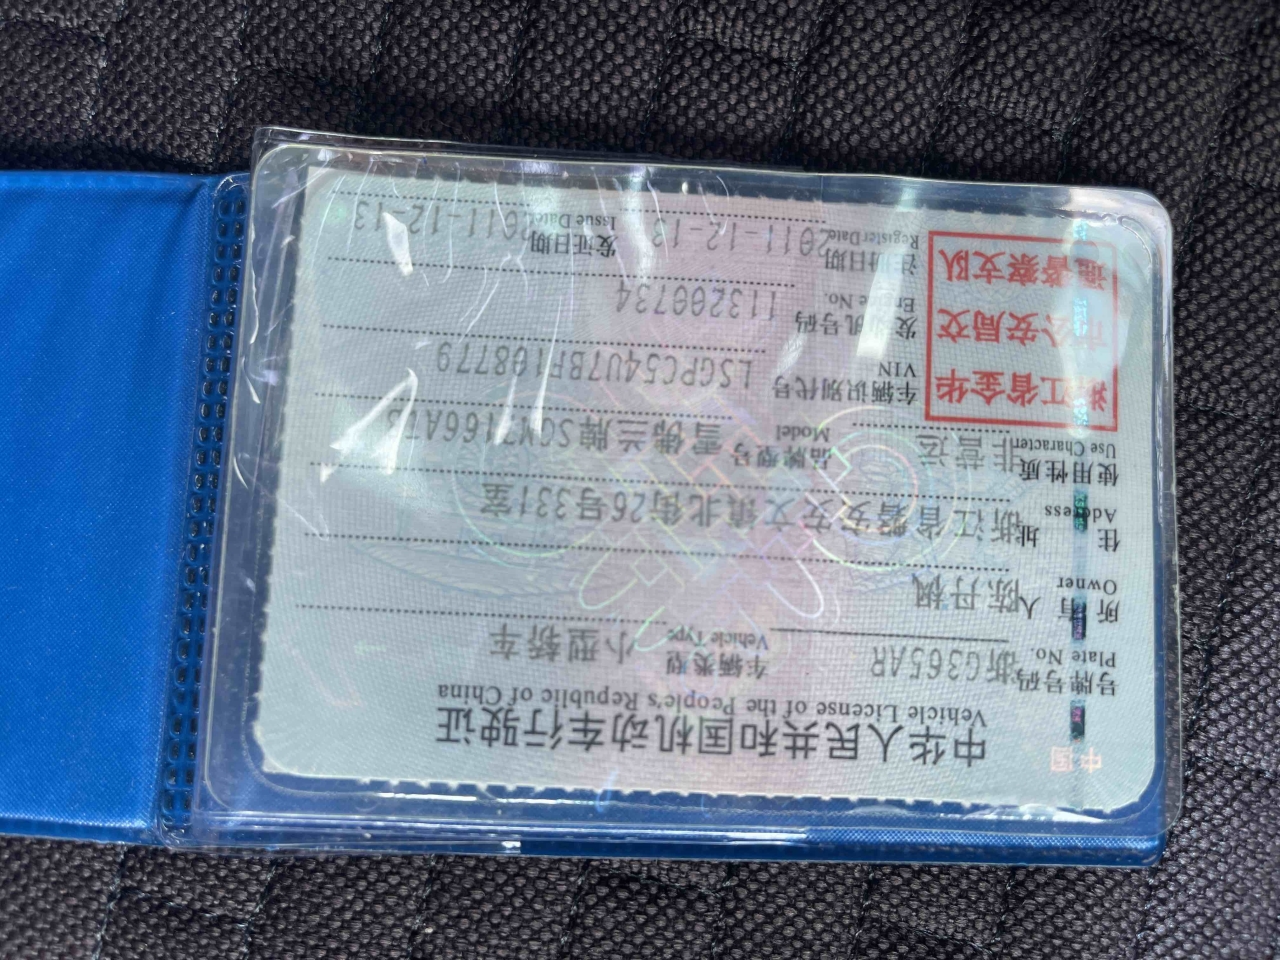 中国
中华人民共和国机动车行驶证
Vehicle License of the People's Republic of China
号牌号码 浙G365AR 车辆类型 小型轿车
Plate No. Vehicle Type
所有人 陈丹枫
Owner
住址 浙江省磐安安文镇北街26号331室
Address
使用性质 非营运 品牌型号 雪佛兰牌SGM7166ATS
Use Character Model
浙江省金华 车辆识别代号 LSGPC54U7BF108779
VIN
市公安局交 发动机号码 113200734
Engine No.
通警察支队 注册日期 2011-12-13 发证日期 2011-12-13
Register Date Issue Date